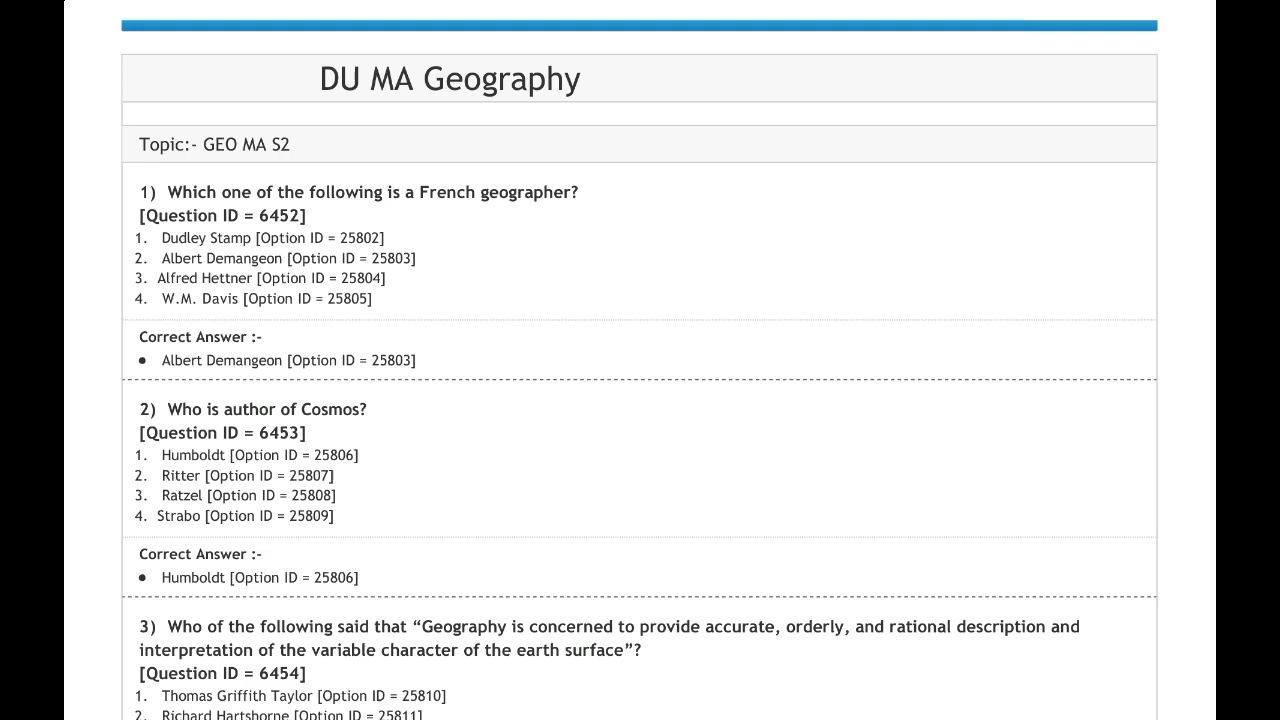 DU MA Geography
Topic:- GEO MA S2
1) Which one of the following is a French geographer?
[Question ID = 6452]
1. Dudley Stamp [Option ID = 25802]
2. Albert Demangeon [Option ID = 25803]
3. Alfred Hettner [Option ID = 25804]
4. W.M. Davis [Option ID = 25805]
Correct Answer :-
• Albert Demangeon [Option ID = 25803]
2) Who is author of Cosmos?
[Question ID = 6453]
1. Humboldt [Option ID = 25806]
2. Ritter [Option ID = 25807]
3. Ratzel [Option ID = 25808]
4. Strabo [Option ID = 25809]
Correct Answer :-
• Humboldt [Option ID = 25806]
3) Who of the following said that “Geography is concerned to provide accurate, orderly, and rational description and
interpretation of the variable character of the earth surface”?
[Question ID = 6454]
1. Thomas Griffith Taylor [Option ID = 25810]
2. Richard Hartshorne [Option ID = 25811]